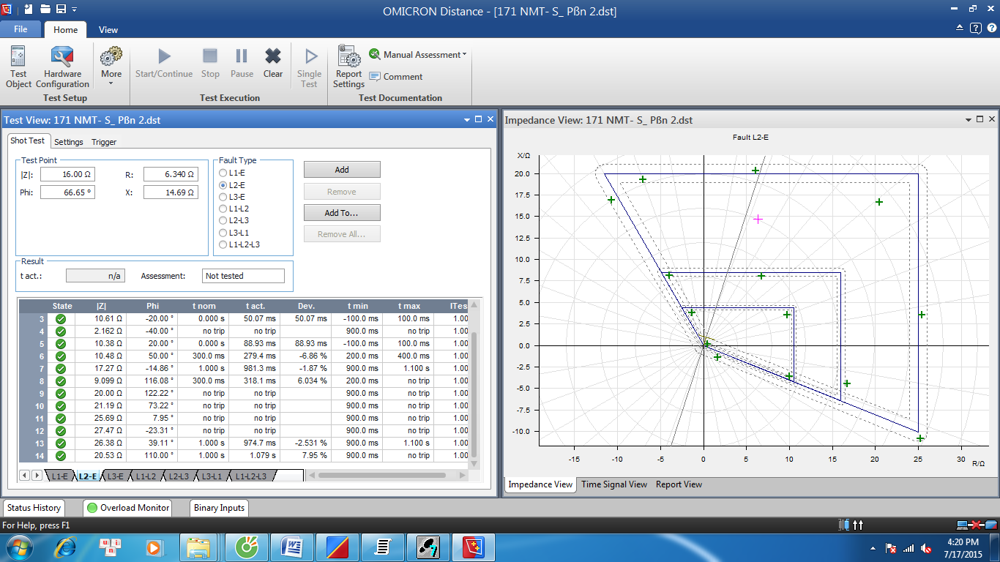 OMICRON Distance - [171 NMT- S_ Pßn 2.dst]
File Home View
Test Object
Hardware Configuration
More
Start/Continue
Stop
Pause
Clear
Single Test
Report Settings
Manual Assessment
Comment
Test Setup
Test Execution
Test Documentation
Test View: 171 NMT- S_ Pßn 2.dst
Shot Test Settings Trigger
Test Point
|Z|: 16.00 Ω R: 6.340 Ω
Phi: 66.65 ° X: 14.69 Ω
Fault Type
L1-E
L2-E
L3-E
L1-L2
L2-L3
L3-L1
L1-L2-L3
Add
Remove
Add To...
Remove All...
Result
t act.: n/a Assessment: Not tested
State |Z| Phi t nom t act. Dev. t min t max ITes
3 10.61 Ω -20.00 ° 0.000 s 50.07 ms 50.07 ms -100.0 ms 100.0 ms 1.00
4 2.162 Ω -40.00 ° no trip no trip 900.0 ms no trip 1.00
5 10.38 Ω 20.00 ° 0.000 s 88.93 ms 88.93 ms -100.0 ms 100.0 ms 1.00
6 10.48 Ω 50.00 ° 300.0 ms 279.4 ms -6.86 % 200.0 ms 400.0 ms 1.00
7 17.27 Ω -14.86 ° 1.000 s 981.3 ms -1.87 % 900.0 ms 1.100 s 1.00
8 9.099 Ω 116.08 ° 300.0 ms 318.1 ms 6.034 % 200.0 ms no trip 1.00
9 20.00 Ω 122.22 ° no trip no trip 900.0 ms no trip 1.00
10 21.19 Ω 73.22 ° no trip no trip 900.0 ms no trip 1.00
11 25.69 Ω 7.95 ° no trip no trip 900.0 ms no trip 1.00
12 27.47 Ω -23.31 ° no trip no trip 900.0 ms no trip 1.00
13 26.38 Ω 39.11 ° 1.000 s 974.7 ms -2.531 % 900.0 ms 1.100 s 1.00
14 20.53 Ω 110.00 ° 1.000 s 1.079 s 7.95 % 900.0 ms no trip 1.00
L1-E L2-E L3-E L1-L2 L2-L3 L3-L1 L1-L2-L3
Impedance View: 171 NMT- S_ Pßn 2.dst
Fault L2-E
X/Ω
20.0
17.5
15.0
12.5
10.0
7.5
5.0
2.5
0.0
-2.5
-5.0
-7.5
-10.0
-15 -10 -5 0 5 10 15 20 25 30
R/Ω
Impedance View Time Signal View Report View
Status History Overload Monitor Binary Inputs
For Help, press F1
4:20 PM
7/17/2015